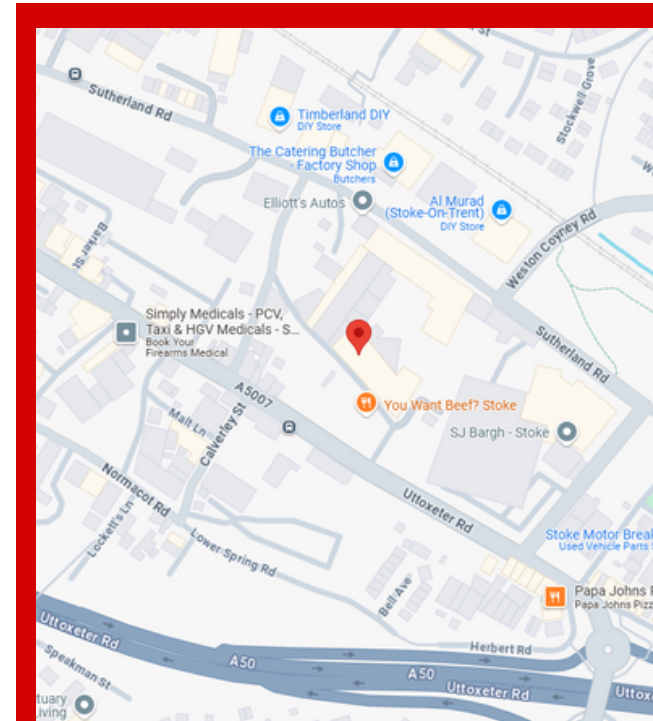 St
Sutherland Rd
Stockwell Grove
Timberland DIY
DIY Store
The Catering Butcher
- Factory Shop
Butchers
Elliott's Autos
Al Murad
(Stoke-On-Trent)
DIY Store
Weston Coyney Rd
Barker St
Simply Medicals - PCV,
Taxi & HGV Medicals - S...
Book Your
Firearms Medical
Sutherland Rd
A5007
You Want Beef? Stoke
Calverley St
Malt Ln
SJ Bargh - Stoke
Normacot Rd
Lockett's Ln
Uttoxeter Rd
Lower Spring Rd
Stoke Motor Break
Used Vehicle Parts S
Bell Ave
Papa Johns P
Papa Johns Pizz
Uttoxeter Rd
Herbert Rd
Speakman St
A50
A50
Uttoxeter Rd
Uttox
tuary
iving